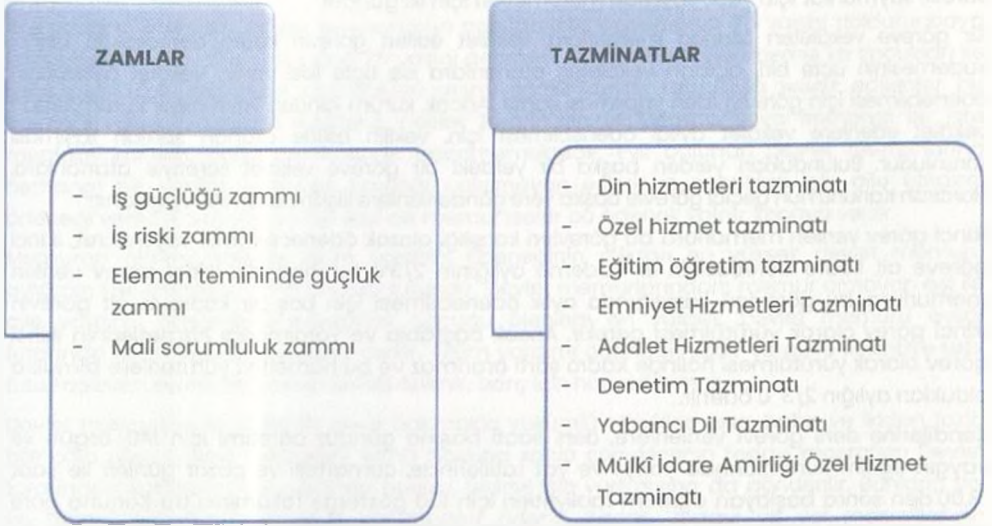 ZAMLAR
- İş güçlüğü zammı
- İş riski zammı
- Eleman temininde güçlük
zammı
- Mali sorumluluk zammı
TAZMİNATLAR
- Din hizmetleri tazminatı
- Özel hizmet tazminatı
- Eğitim öğretim tazminatı
- Emniyet Hizmetleri Tazminatı
- Adalet Hizmetleri Tazminatı
- Denetim Tazminatı
- Yabancı Dil Tazminatı
- Mülki İdare Amirliği Özel Hizmet
Tazminatı